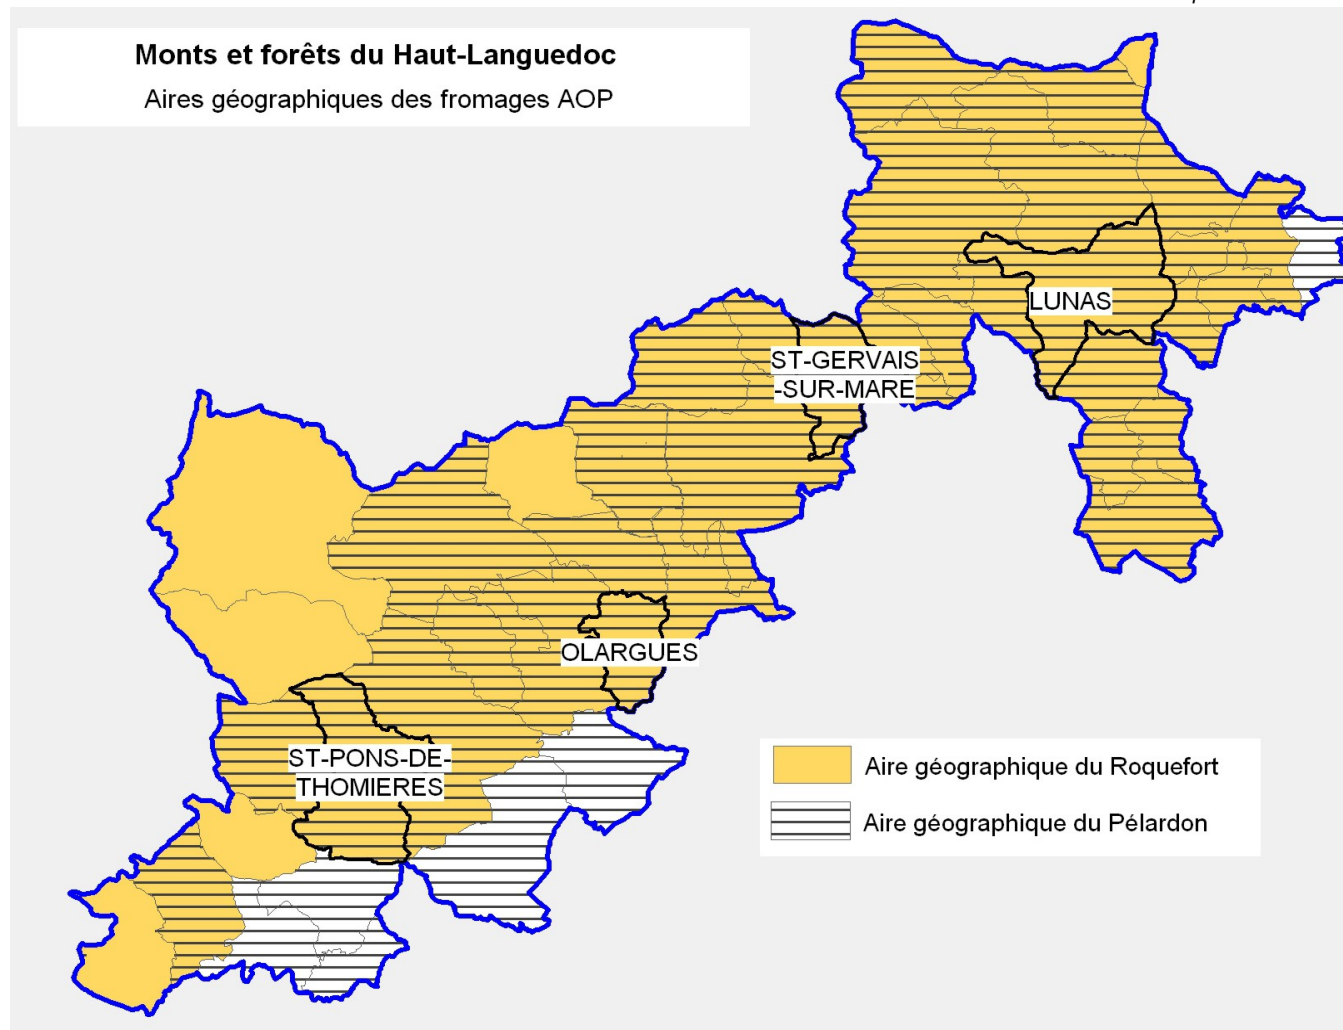 Monts et forêts du Haut-Languedoc
Aires géographiques des fromages AOP
LUNAS
ST-GERVAIS
-SUR-MARE
OLARGUES
ST-PONS-DE-
THOMIERES
Aire géographique du Roquefort
Aire géographique du Pélardon